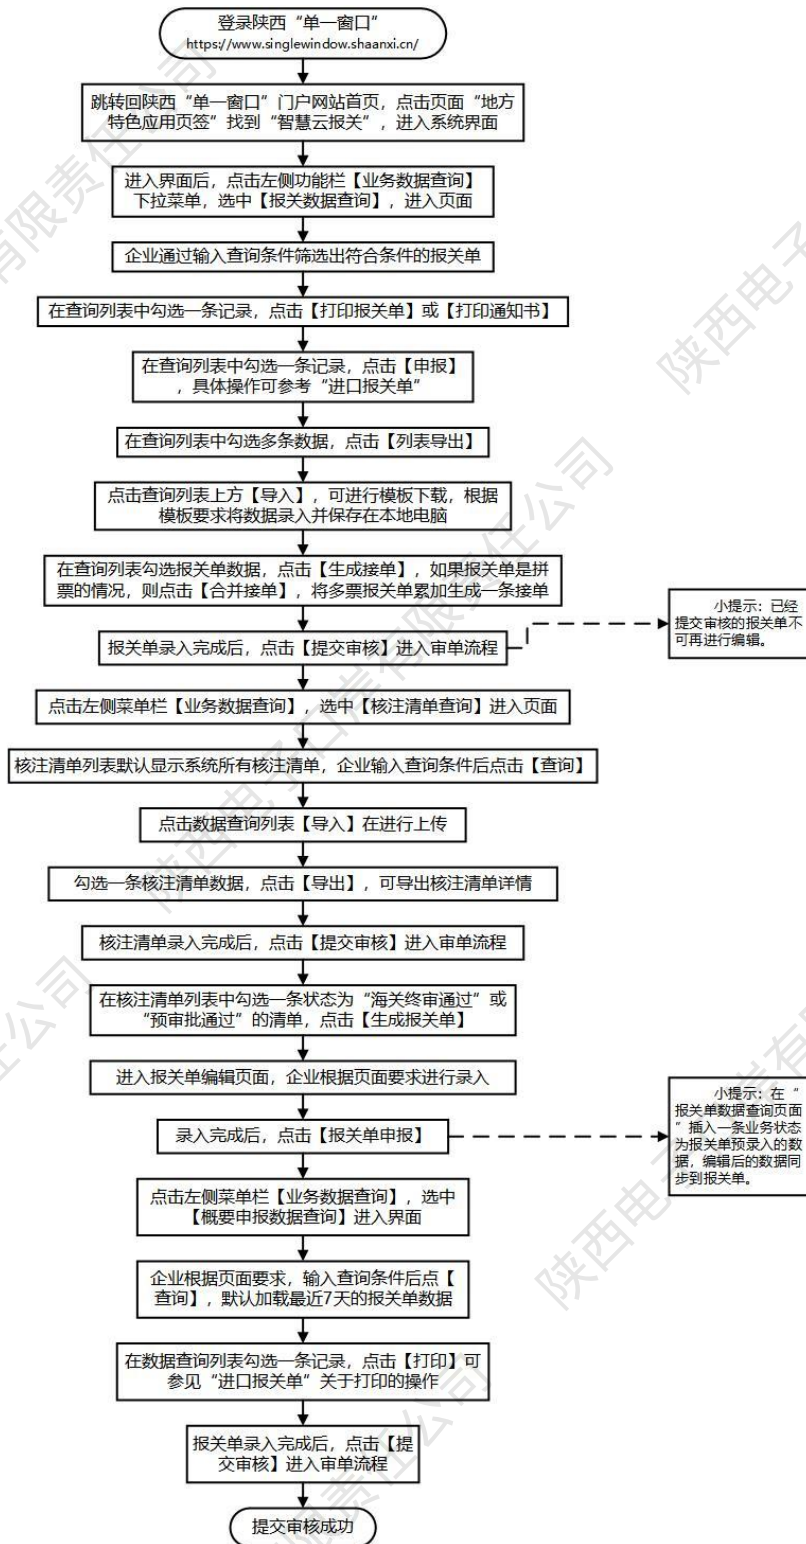 登录陕西“单一窗口”
https://www.singlewindow.shaanxi.cn/
跳转回陕西“单一窗口”门户网站首页，点击页面“地方
特色应用页签”找到“智慧云报关”，进入系统界面
进入界面后，点击左侧功能栏【业务数据查询】
下拉菜单，选中【报关数据查询】，进入页面
企业通过输入查询条件筛选出符合条件的报关单
在查询列表中勾选一条记录，点击【打印报关单】或【打印通知书】
在查询列表中勾选一条记录，点击【申报】
，具体操作可参考“进口报关单”
在查询列表中勾选多条数据，点击【列表导出】
点击查询列表上方【导入】，可进行模板下载，根据
模板要求将数据录入并保存在本地电脑
在查询列表勾选报关单数据，点击【生成接单】，如果报关单是拼
票的情况，则点击【合并接单】，将多票报关单累加生成一条接单
小提示：已经
提交审核的报关单不
可再进行编辑。
报关单录入完成后，点击【提交审核】进入审单流程
点击左侧菜单栏【业务数据查询】，选中【核注清单查询】进入页面
核注清单列表默认显示系统所有核注清单，企业输入查询条件后点击【查询】
点击数据查询列表【导入】在进行上传
勾选一条核注清单数据，点击【导出】，可导出核注清单详情
核注清单录入完成后，点击【提交审核】进入审单流程
在核注清单列表中勾选一条状态为“海关终审通过”或
“预审批通过”的清单，点击【生成报关单】
进入报关单编辑页面，企业根据页面要求进行录入
录入完成后，点击【报关单申报】
小提示：在“
报关单数据查询页面
”插入一条业务状态
为报关单预录入的数
据，编辑后的数据同
步到报关单。
点击左侧菜单栏【业务数据查询】，选中
【概要申报数据查询】进入界面
企业根据页面要求，输入查询条件后点【
查询】，默认加载最近7天的报关单数据
在数据查询列表勾选一条记录，点击【打印】可
参见“进口报关单”关于打印的操作
报关单录入完成后，点击【提
交审核】进入审单流程
提交审核成功
陕西电子口岸有限责任公司